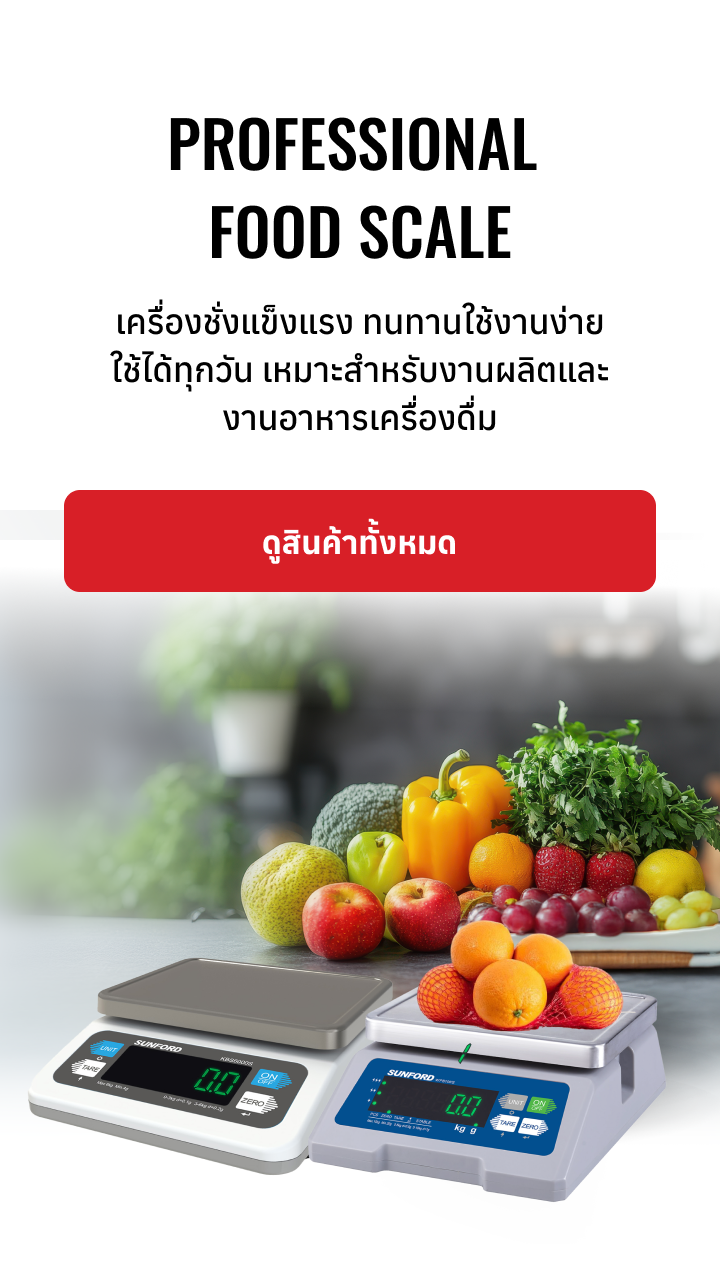 PROFESSIONAL
FOOD SCALE
เครื่องชั่งแข็งแรง ทนทานใช้งานง่าย
ใช้ได้ทุกวัน เหมาะสำหรับงานผลิตและ
งานอาหารเครื่องดื่ม
ดูสินค้าทั้งหมด
SUNFORD
UNIT
TARE
0.0
ON
OFF
ZERO
SUNFORD
0.0
kg g
UNIT
ON
OFF
TARE
ZERO